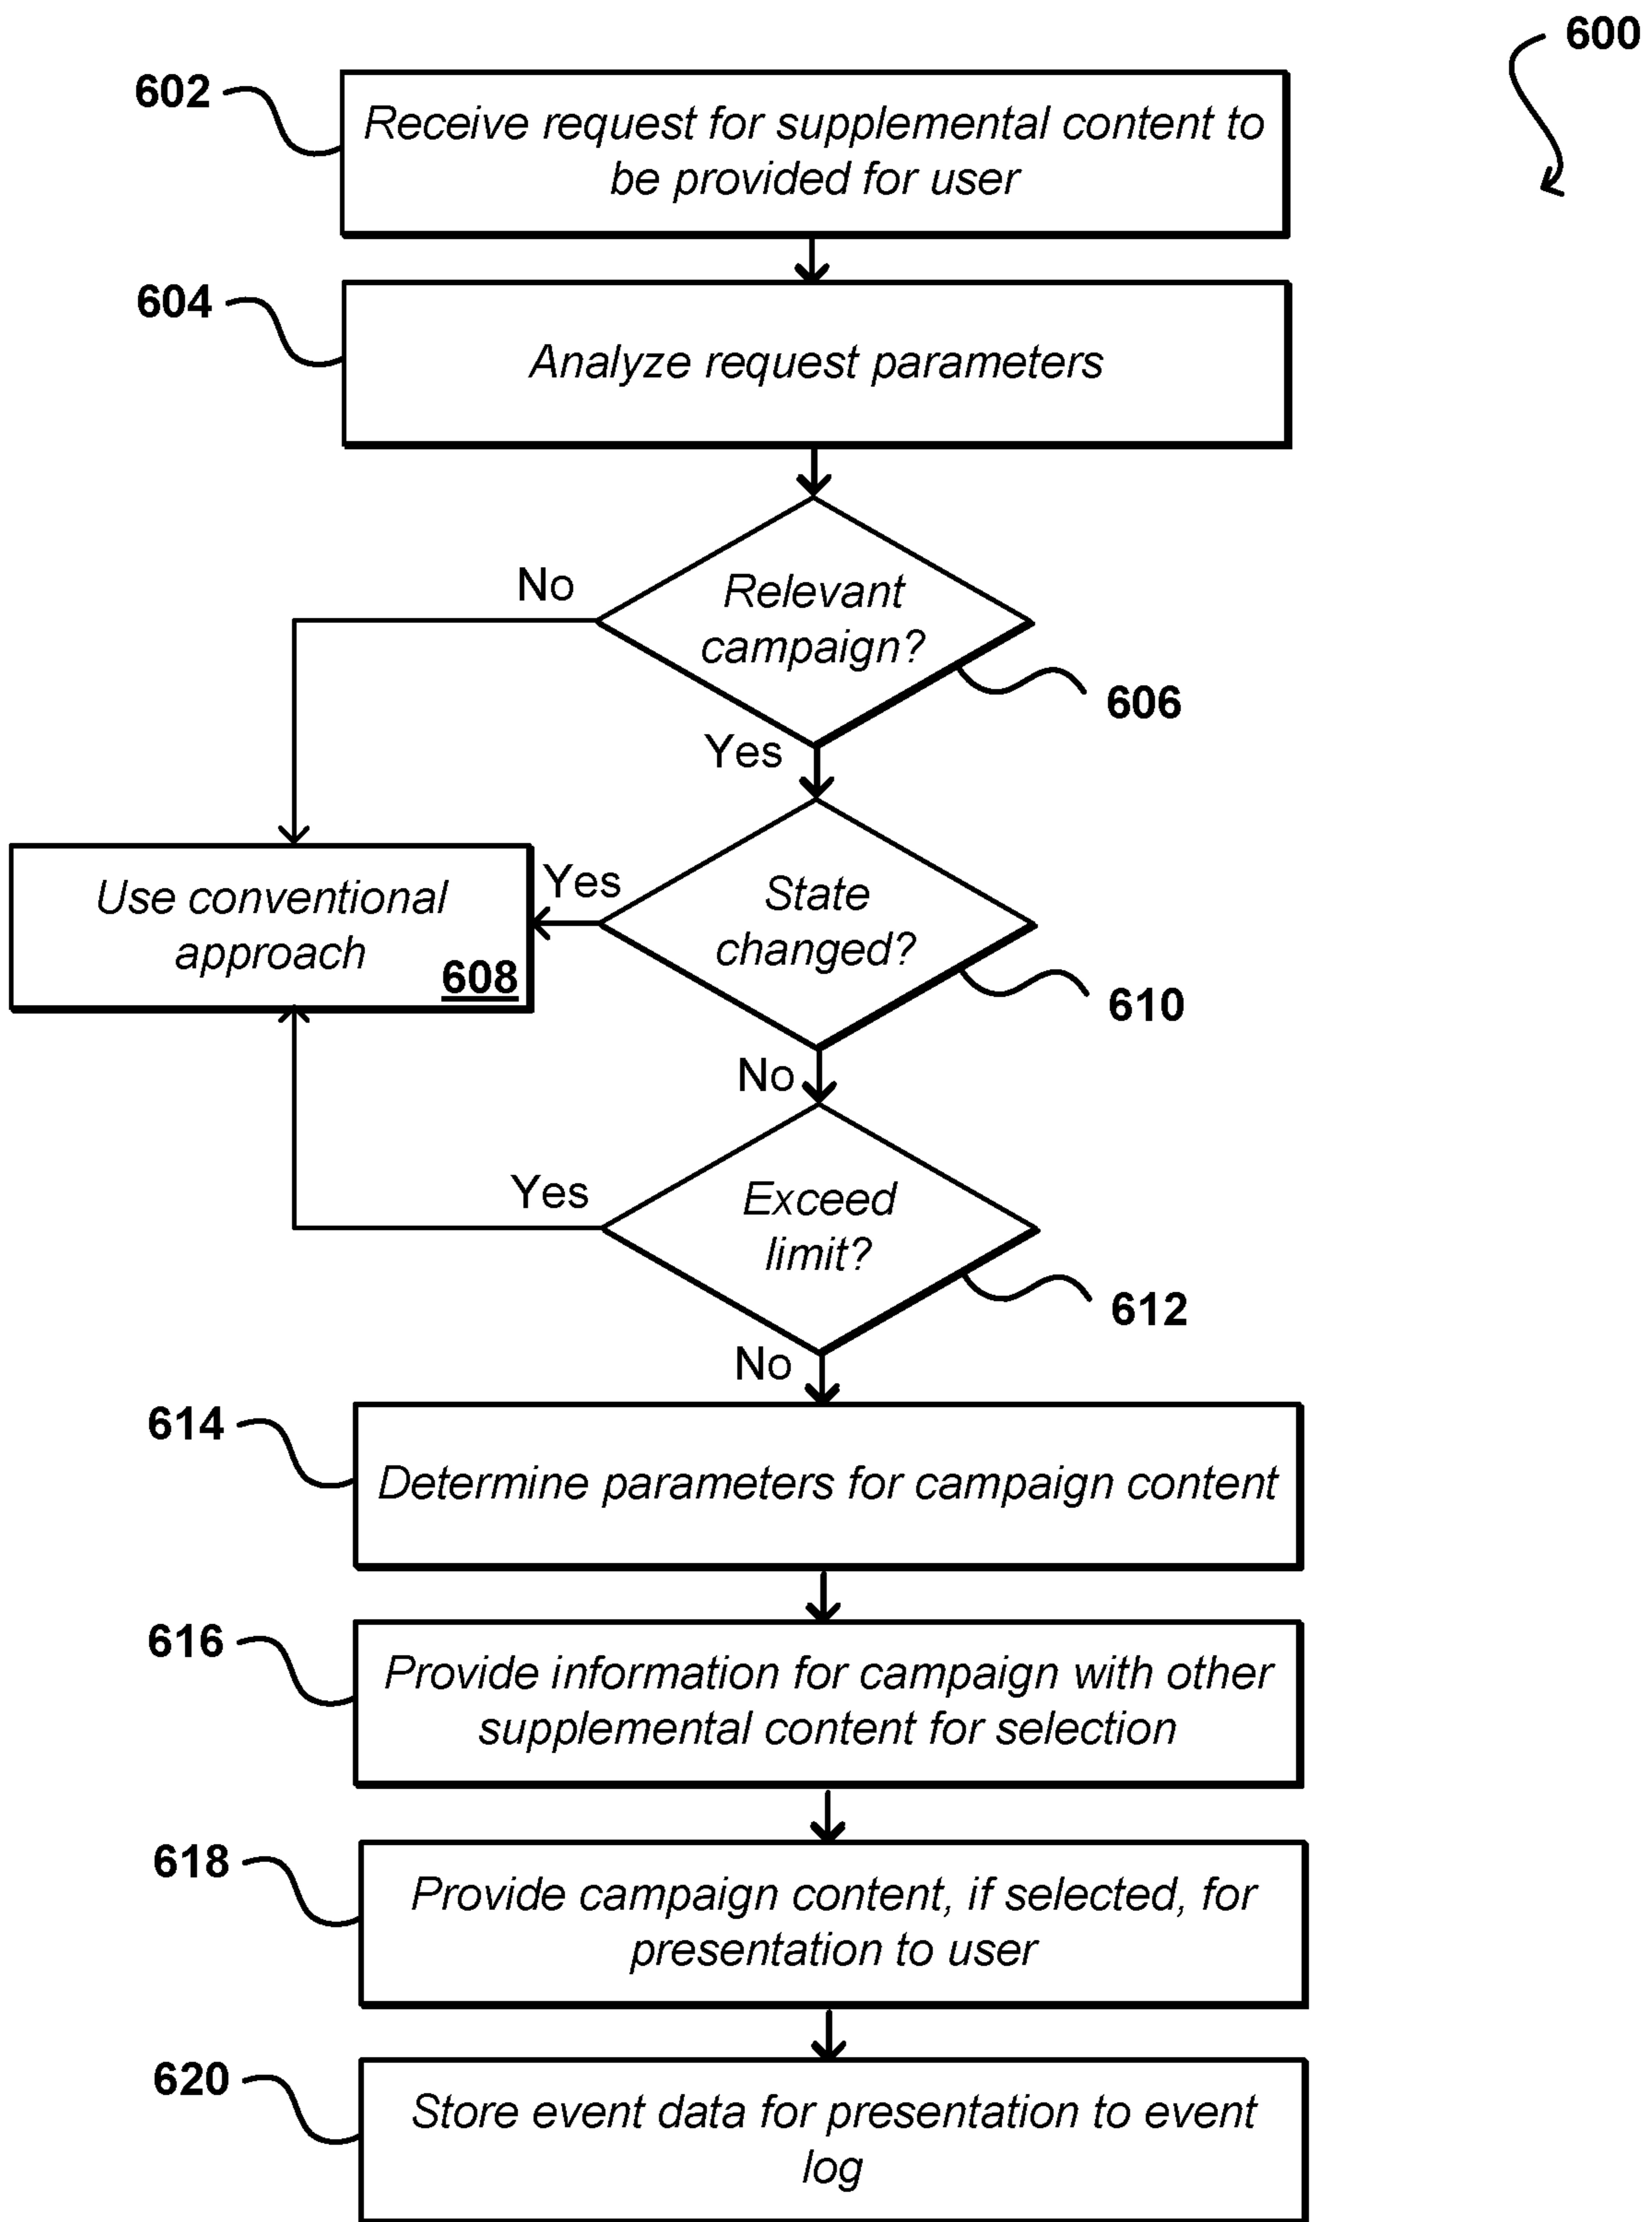 600
602
Receive request for supplemental content to
be provided for user
604
Analyze request parameters
No
Relevant
campaign?
606
Yes
Use conventional
approach
608
Yes
State
changed?
610
No
Yes
Exceed
limit?
612
No
614
Determine parameters for campaign content
616
Provide information for campaign with other
supplemental content for selection
618
Provide campaign content, if selected, for
presentation to user
620
Store event data for presentation to event
log